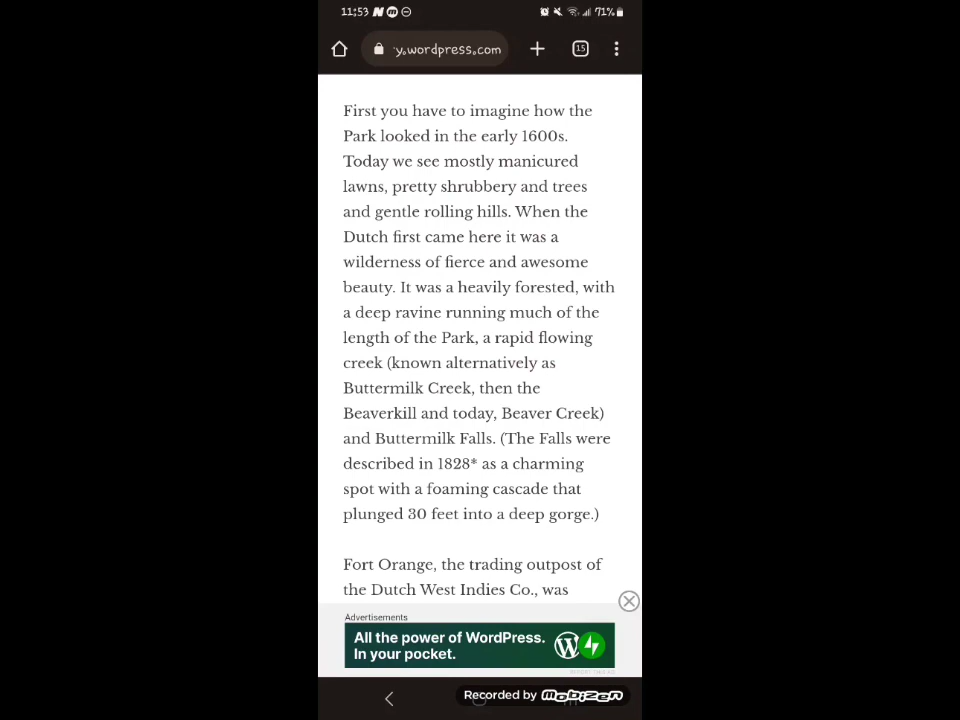 11:53
71%
y.wordpress.com
15
First you have to imagine how the
Park looked in the early 1600s.
Today we see mostly manicured
lawns, pretty shrubbery and trees
and gentle rolling hills. When the
Dutch first came here it was a
wilderness of fierce and awesome
beauty. It was a heavily forested, with
a deep ravine running much of the
length of the Park, a rapid flowing
creek (known alternatively as
Buttermilk Creek, then the
Beaverkill and today, Beaver Creek)
and Buttermilk Falls. (The Falls were
described in 1828* as a charming
spot with a foaming cascade that
plunged 30 feet into a deep gorge.)
Fort Orange, the trading outpost of
the Dutch West Indies Co., was
Advertisements
All the power of WordPress.
In your pocket.
REPORT THIS AD
Recorded by mobizen